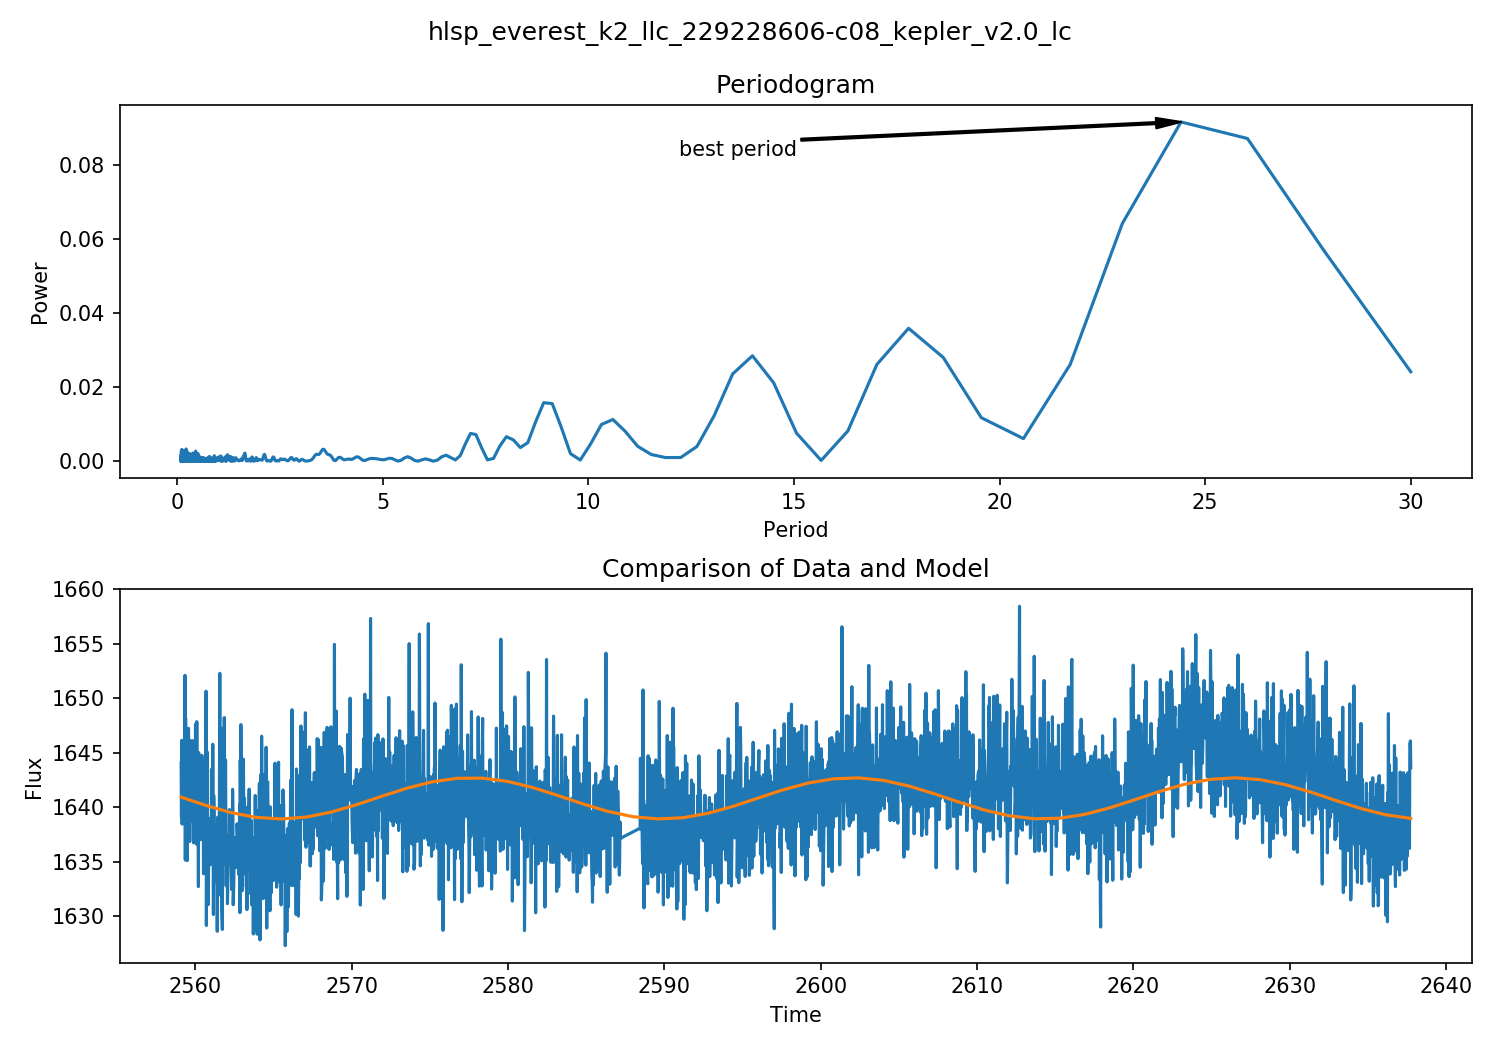 hlsp_everest_k2_llc_229228606-c08_kepler_v2.0_lc
Periodogram
best period
Power
0.08
0.06
0.04
0.02
0.00
0 5 10 15 20 25 30
Period
Comparison of Data and Model
Flux
1660
1655
1650
1645
1640
1635
1630
2560 2570 2580 2590 2600 2610 2620 2630 2640
Time